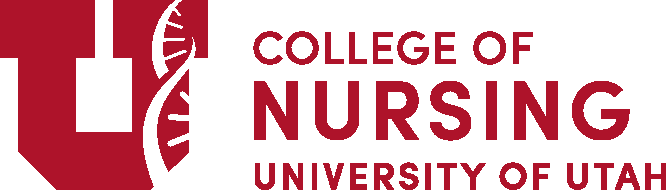 U
COLLEGE OF
NURSING
UNIVERSITY OF UTAH